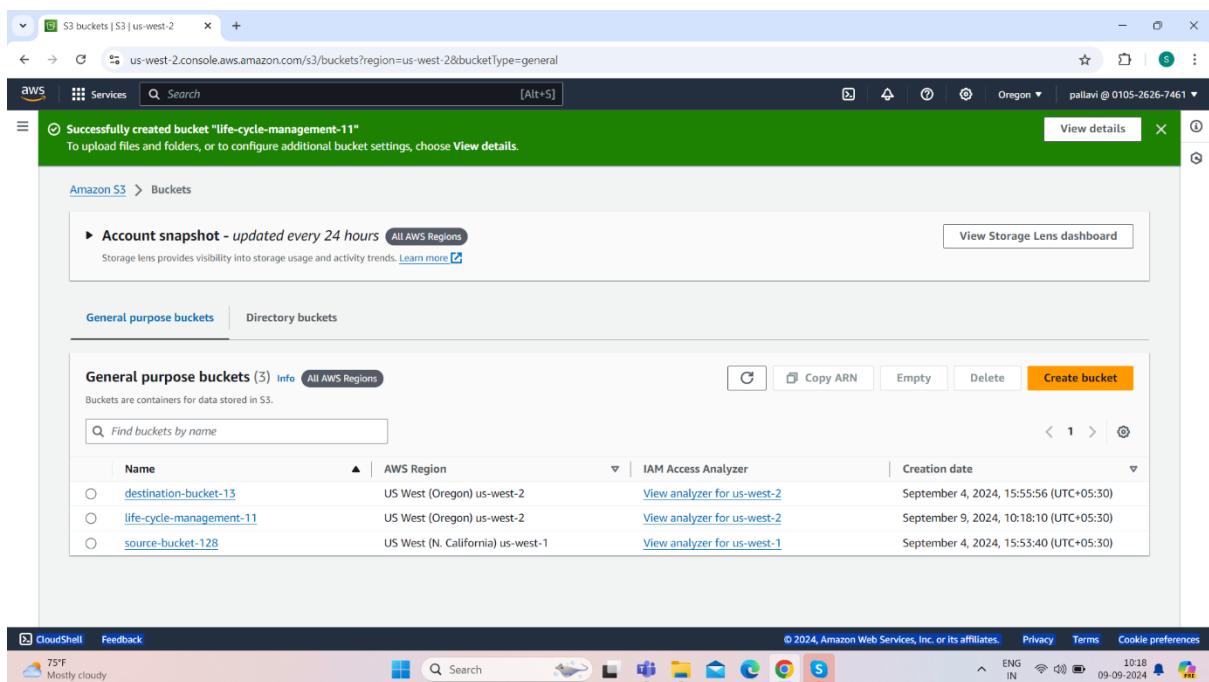 S3 buckets | S3 | us-west-2
us-west-2.console.aws.amazon.com/s3/buckets?region=us-west-2&bucketType=general
S
aws Services Search [Alt+S] Oregon ▼ pallavi @ 0105-2626-7461 ▼
Successfully created bucket "life-cycle-management-11"
To upload files and folders, or to configure additional bucket settings, choose View details.
View details
Amazon S3 > Buckets
Account snapshot - updated every 24 hours All AWS Regions
Storage lens provides visibility into storage usage and activity trends. Learn more
View Storage Lens dashboard
General purpose buckets Directory buckets
General purpose buckets (3) Info All AWS Regions
Buckets are containers for data stored in S3.
Copy ARN Empty Delete Create bucket
Find buckets by name
< 1 >
Name AWS Region IAM Access Analyzer Creation date
destination-bucket-13 US West (Oregon) us-west-2 View analyzer for us-west-2 September 4, 2024, 15:55:56 (UTC+05:30)
life-cycle-management-11 US West (Oregon) us-west-2 View analyzer for us-west-2 September 9, 2024, 10:18:10 (UTC+05:30)
source-bucket-128 US West (N. California) us-west-1 View analyzer for us-west-1 September 4, 2024, 15:53:40 (UTC+05:30)
CloudShell Feedback © 2024, Amazon Web Services, Inc. or its affiliates. Privacy Terms Cookie preferences
75°F
Mostly cloudy
Search
S
ENG
IN
10:18
09-09-2024
PRE